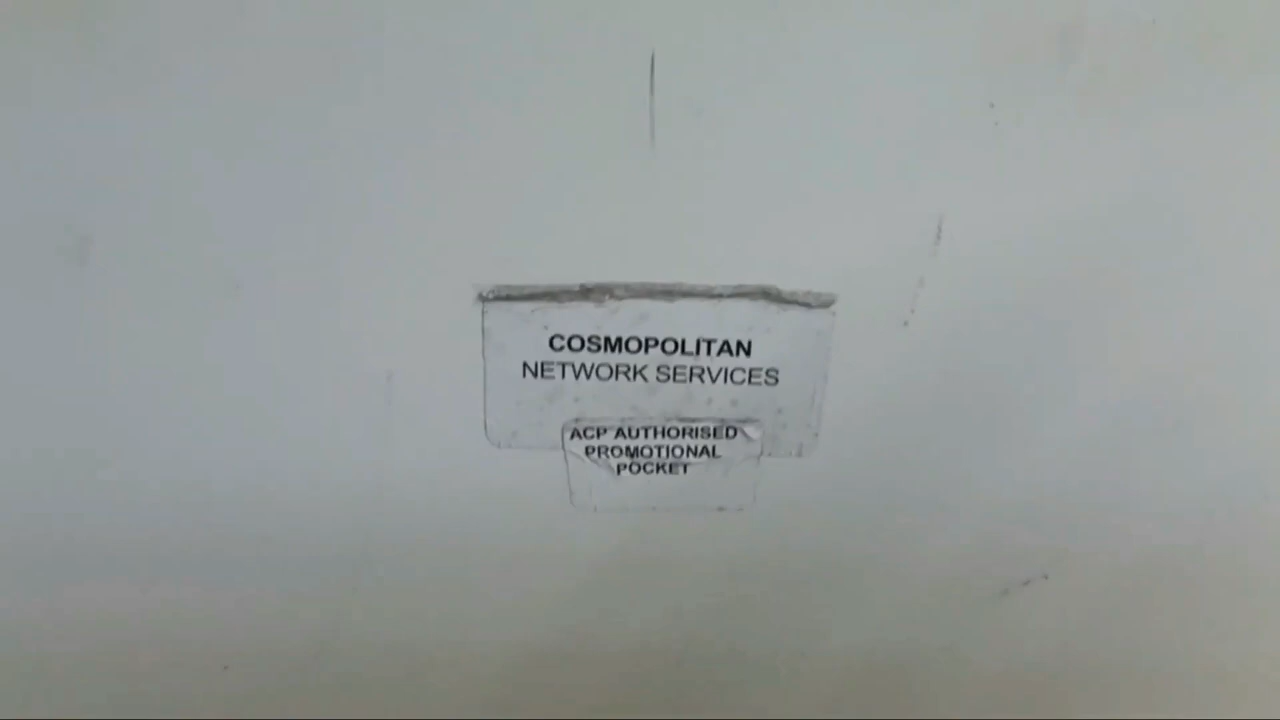 COSMOPOLITAN
NETWORK SERVICES
ACP AUTHORISED
PROMOTIONAL
POCKET